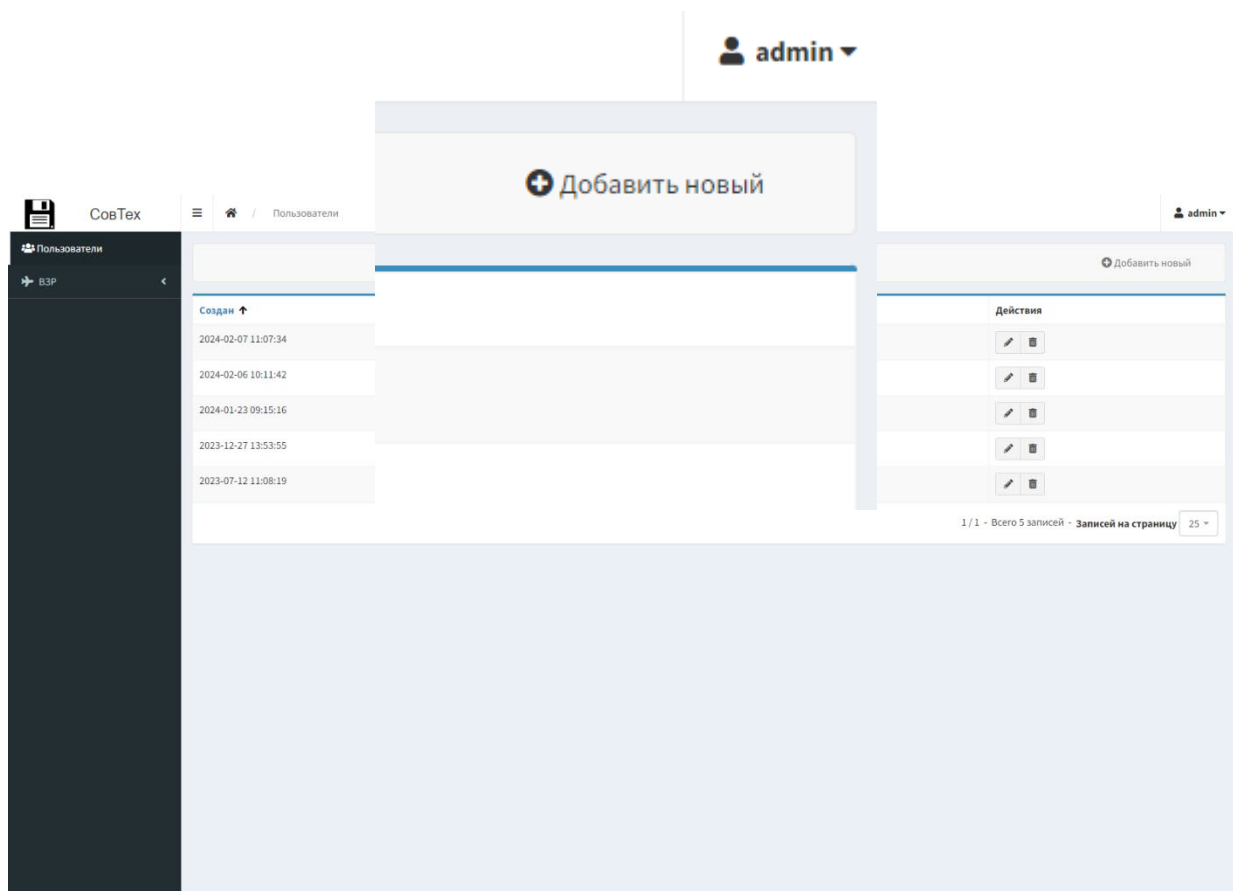 admin
Добавить новый
СовТех
/ Пользователи
admin
Пользователи
Добавить новый
ВЗР
Создан
Действия
2024-02-07 11:07:34
2024-02-06 10:11:42
2024-01-23 09:15:16
2023-12-27 13:53:55
2023-07-12 11:08:19
1 / 1 - Всего 5 записей - Записей на страницу 25